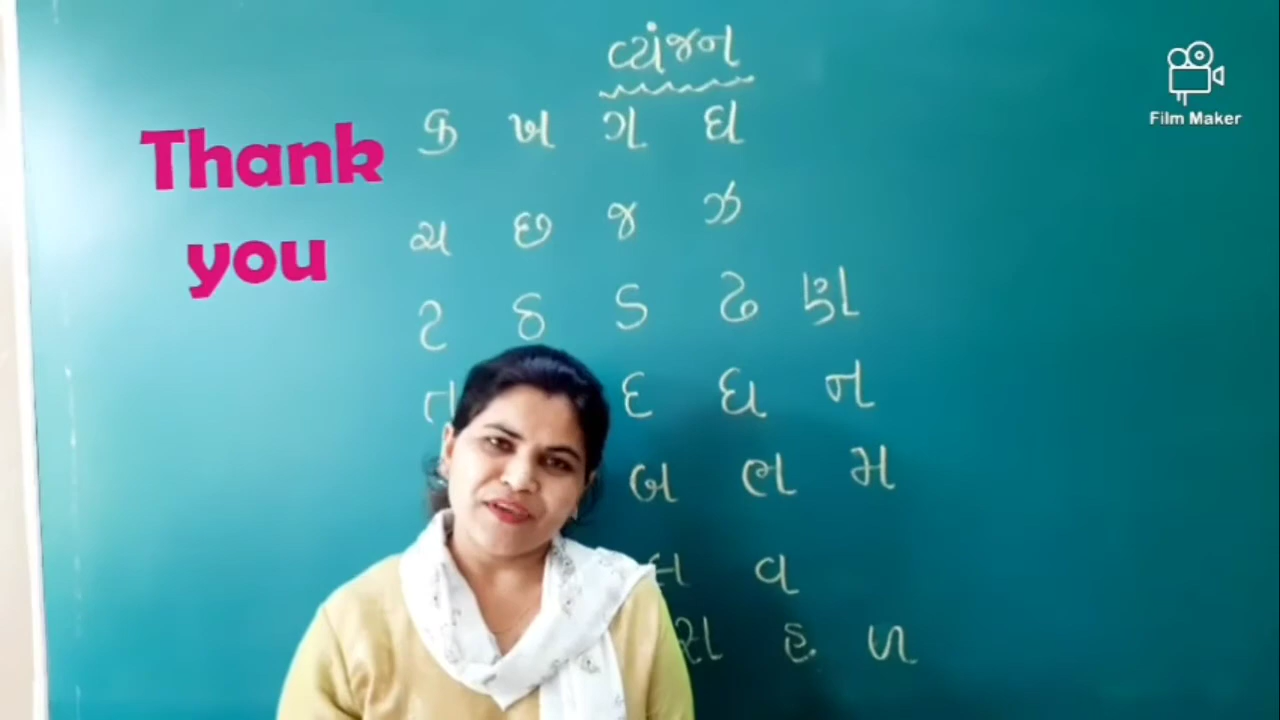 વ્યંજન
ક ખ ગ ઘ
ચ છ જ ઝ
ટ ઠ ડ ઢ ણ
ત દ ધ ન
બ ભ મ
લ વ
સ હ ળ
Thank
you
Film Maker